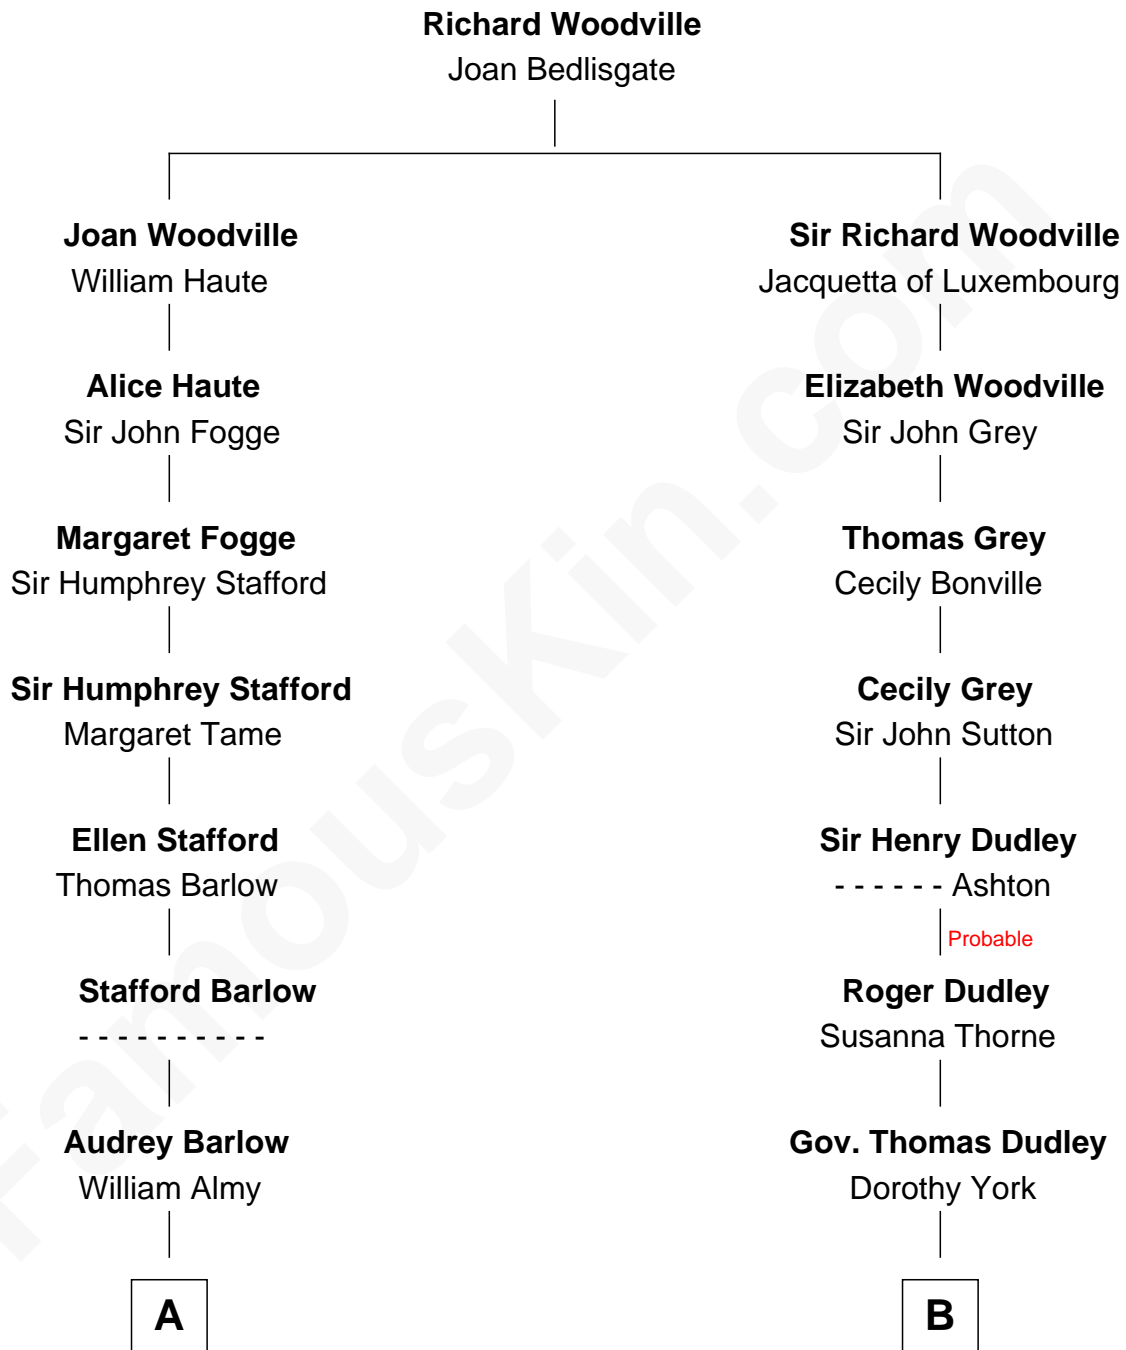 Richard Woodville
Joan Bedlisgate
Joan Woodville
William Haute
Sir Richard Woodville
Jacquetta of Luxembourg
Alice Haute
Sir John Fogge
Elizabeth Woodville
Sir John Grey
Margaret Fogge
Sir Humphrey Stafford
Thomas Grey
Cecily Bonville
Sir Humphrey Stafford
Margaret Tame
Cecily Grey
Sir John Sutton
Ellen Stafford
Thomas Barlow
Sir Henry Dudley
- - - - - - Ashton
Probable
Stafford Barlow
- - - - - - - - - -
Roger Dudley
Susanna Thorne
Audrey Barlow
William Almy
Gov. Thomas Dudley
Dorothy York
A
B
FamousKin.com